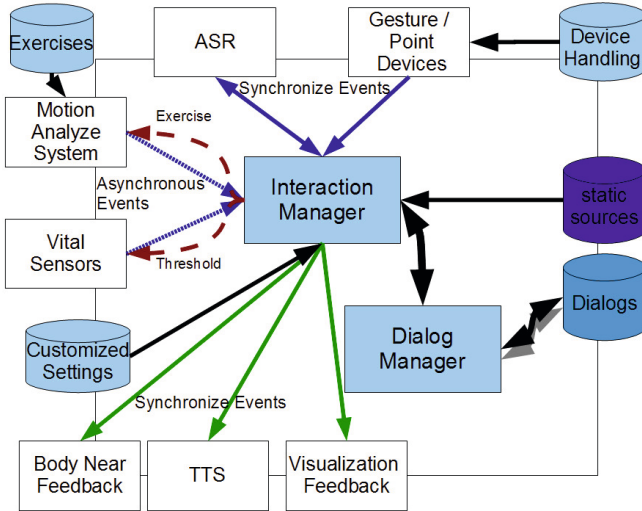 Exercises
ASR
Gesture /
Point
Devices
Device
Handling
Synchronize Events
Motion
Analyze
System
Exercise
Asynchronous
Events
Interaction
Manager
static
sources
Vital
Sensors
Threshold
Dialogs
Customized
Settings
Dialog
Manager
Synchronize Events
Body Near
Feedback
TTS
Visualization
Feedback